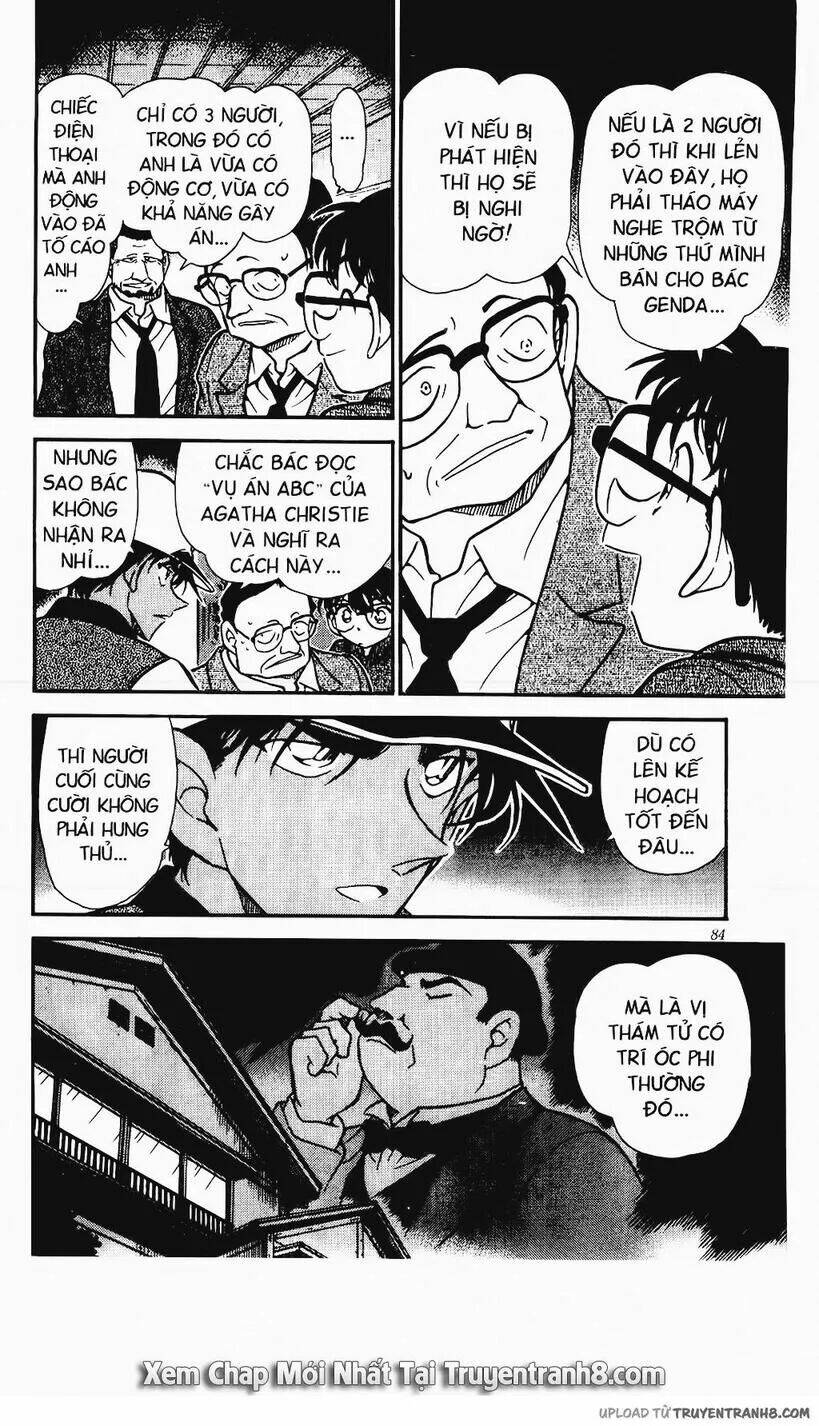 NẾU LÀ 2 NGƯỜI
ĐÓ THÌ KHI LẺN
VÀO ĐÂY, HỌ
PHẢI THÁO MÁY
NGHE TRỘM TỪ
NHỮNG THỨ MÌNH
BÁN CHO BÁC
GENDA...
VÌ NẾU BỊ
PHÁT HIỆN
THÌ HỌ SẼ
BỊ NGHI
NGỜ!
...
CHỈ CÓ 3 NGƯỜI,
TRONG ĐÓ CÓ
ANH LÀ VỪA CÓ
ĐỘNG CƠ, VỪA CÓ
KHẢ NĂNG GÂY
ÁN...
CHIẾC
ĐIỆN
THOẠI
MÀ ANH
ĐỘNG
VÀO ĐÃ
TỐ CÁO
ANH
...
CHẮC BÁC ĐỌC
"VỤ ÁN ABC" CỦA
AGATHA CHRISTIE
VÀ NGHĨ RA
CÁCH NÀY...
NHƯNG
SAO BÁC
KHÔNG
NHẬN RA
NHỈ...
DÙ CÓ
LÊN KẾ
HOẠCH
TỐT ĐẾN
ĐÂU...
THÌ NGƯỜI
CUỐI CÙNG
CƯỜI KHÔNG
PHẢI HUNG
THỦ...
84
MÀ LÀ VỊ
THÁM TỬ CÓ
TRÍ ÓC PHI
THƯỜNG
ĐÓ...
Xem Chap Mới Nhất Tại Truyentranh8.com
UPLOAD TỪ TRUYENTRANH8.COM